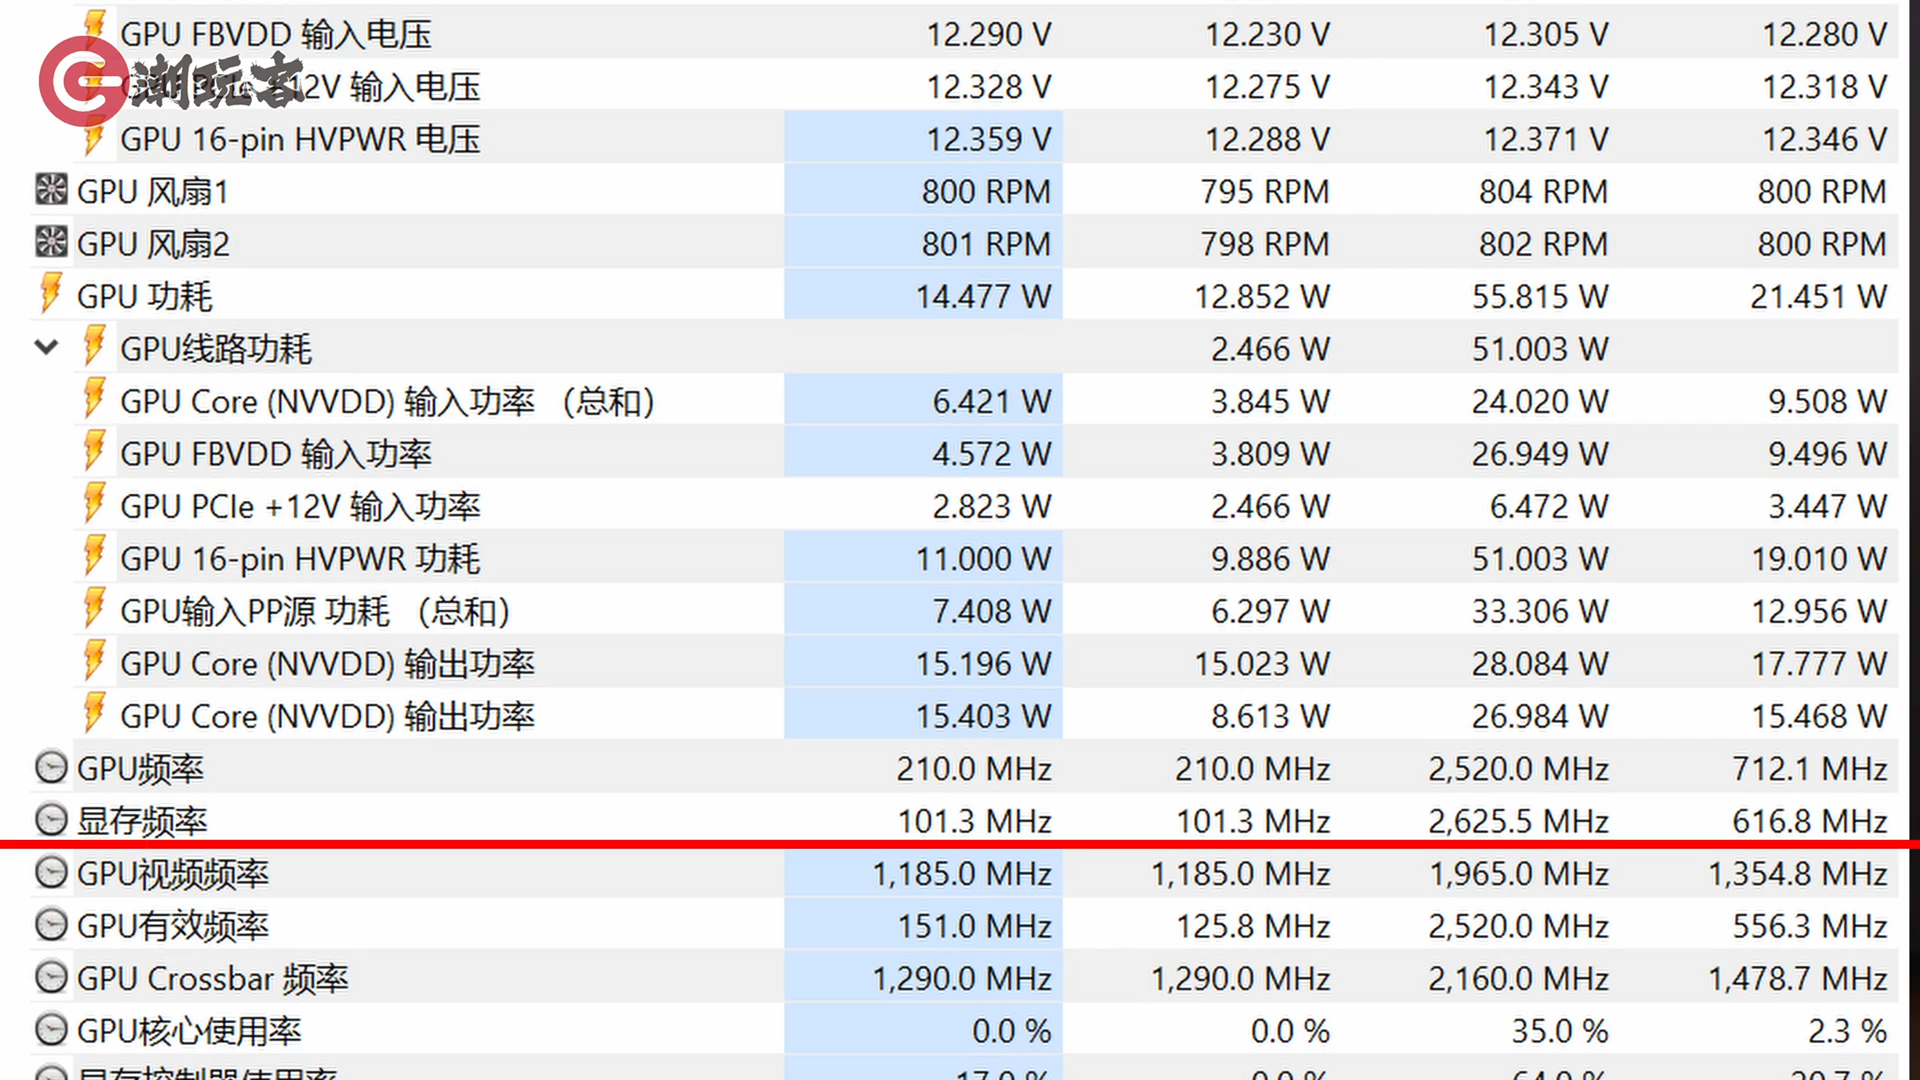 GPU FBVDD 输入电压 12.290 V 12.230 V 12.305 V 12.280 V
潮玩客
12V 输入电压 12.328 V 12.275 V 12.343 V 12.318 V
GPU 16-pin HVPWR 电压 12.359 V 12.288 V 12.371 V 12.346 V
GPU 风扇1 800 RPM 795 RPM 804 RPM 800 RPM
GPU 风扇2 801 RPM 798 RPM 802 RPM 800 RPM
GPU 功耗 14.477 W 12.852 W 55.815 W 21.451 W
GPU线路功耗 2.466 W 51.003 W
GPU Core (NVVDD) 输入功率 （总和） 6.421 W 3.845 W 24.020 W 9.508 W
GPU FBVDD 输入功率 4.572 W 3.809 W 26.949 W 9.496 W
GPU PCIe +12V 输入功率 2.823 W 2.466 W 6.472 W 3.447 W
GPU 16-pin HVPWR 功耗 11.000 W 9.886 W 51.003 W 19.010 W
GPU输入PP源 功耗 （总和） 7.408 W 6.297 W 33.306 W 12.956 W
GPU Core (NVVDD) 输出功率 15.196 W 15.023 W 28.084 W 17.777 W
GPU Core (NVVDD) 输出功率 15.403 W 8.613 W 26.984 W 15.468 W
GPU频率 210.0 MHz 210.0 MHz 2,520.0 MHz 712.1 MHz
显存频率 101.3 MHz 101.3 MHz 2,625.5 MHz 616.8 MHz
GPU视频频率 1,185.0 MHz 1,185.0 MHz 1,965.0 MHz 1,354.8 MHz
GPU有效频率 151.0 MHz 125.8 MHz 2,520.0 MHz 556.3 MHz
GPU Crossbar 频率 1,290.0 MHz 1,290.0 MHz 2,160.0 MHz 1,478.7 MHz
GPU核心使用率 0.0 % 0.0 % 35.0 % 2.3 %
显存控制器使用率